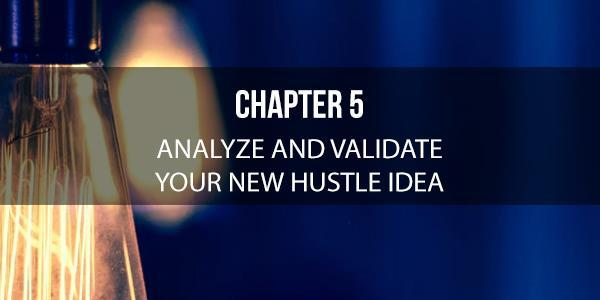 CHAPTER 5
ANALYZE AND VALIDATE
YOUR NEW HUSTLE IDEA